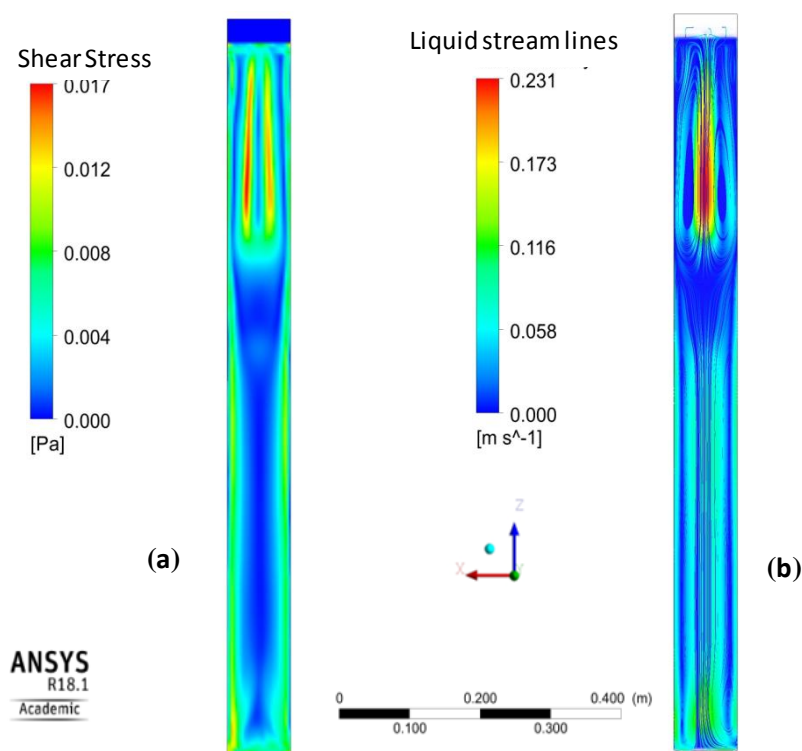 Shear Stress
0.017
0.012
0.008
0.004
0.000
[Pa]
(a)
ANSYS
R18.1
Academic
Liquid stream lines
0.231
0.173
0.116
0.058
0.000
[m s^-1]
Z
X
Y
0
0.200
0.400
(m)
0.100
0.300
(b)